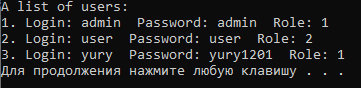 A list of users:
1. Login: admin  Password: admin  Role: 1
2. Login: user  Password: user  Role: 2
3. Login: yury  Password: yury1201  Role: 1
Для продолжения нажмите любую клавишу . . .